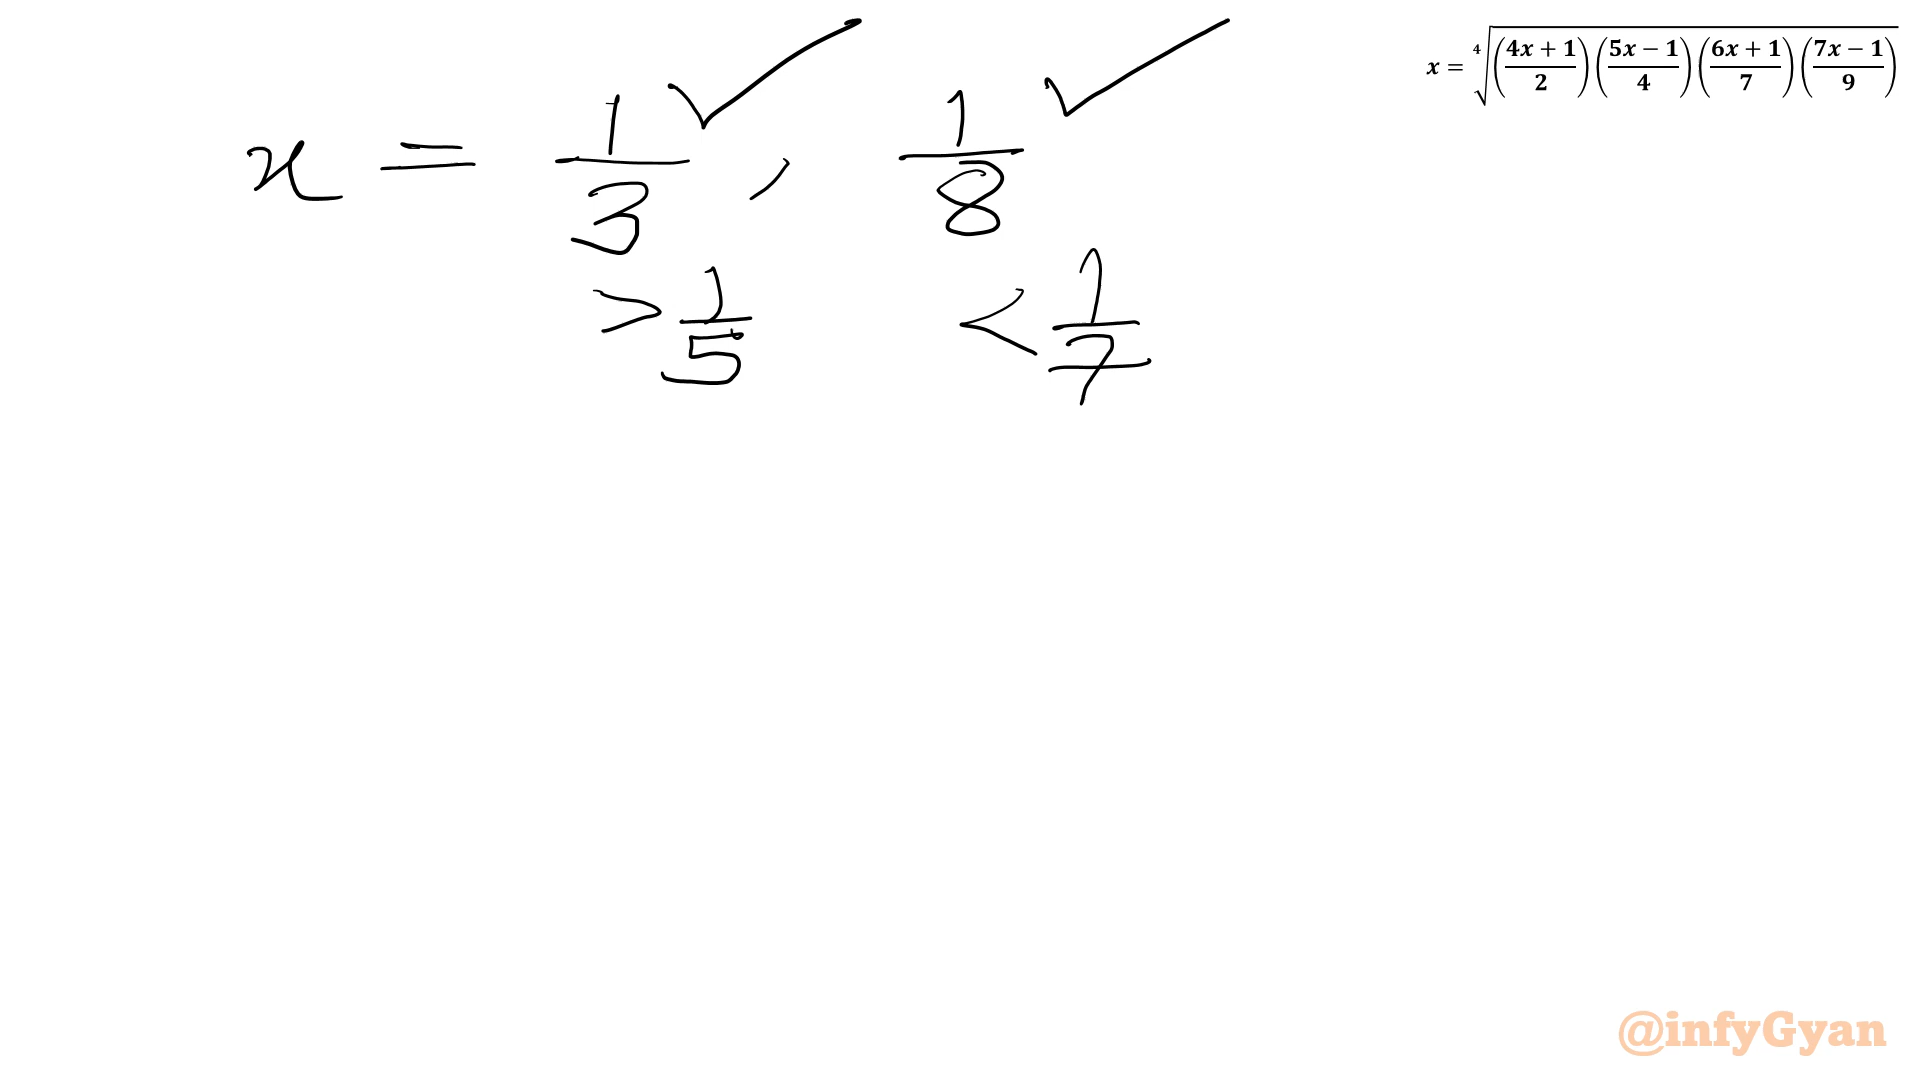 x = ⁴√((4x + 1)/2)((5x − 1)/4)((6x + 1)/7)((7x − 1)/9)
x = 1/3 ✓, 1/8 ✓
> 1/5 < 1/7
@infyGyan